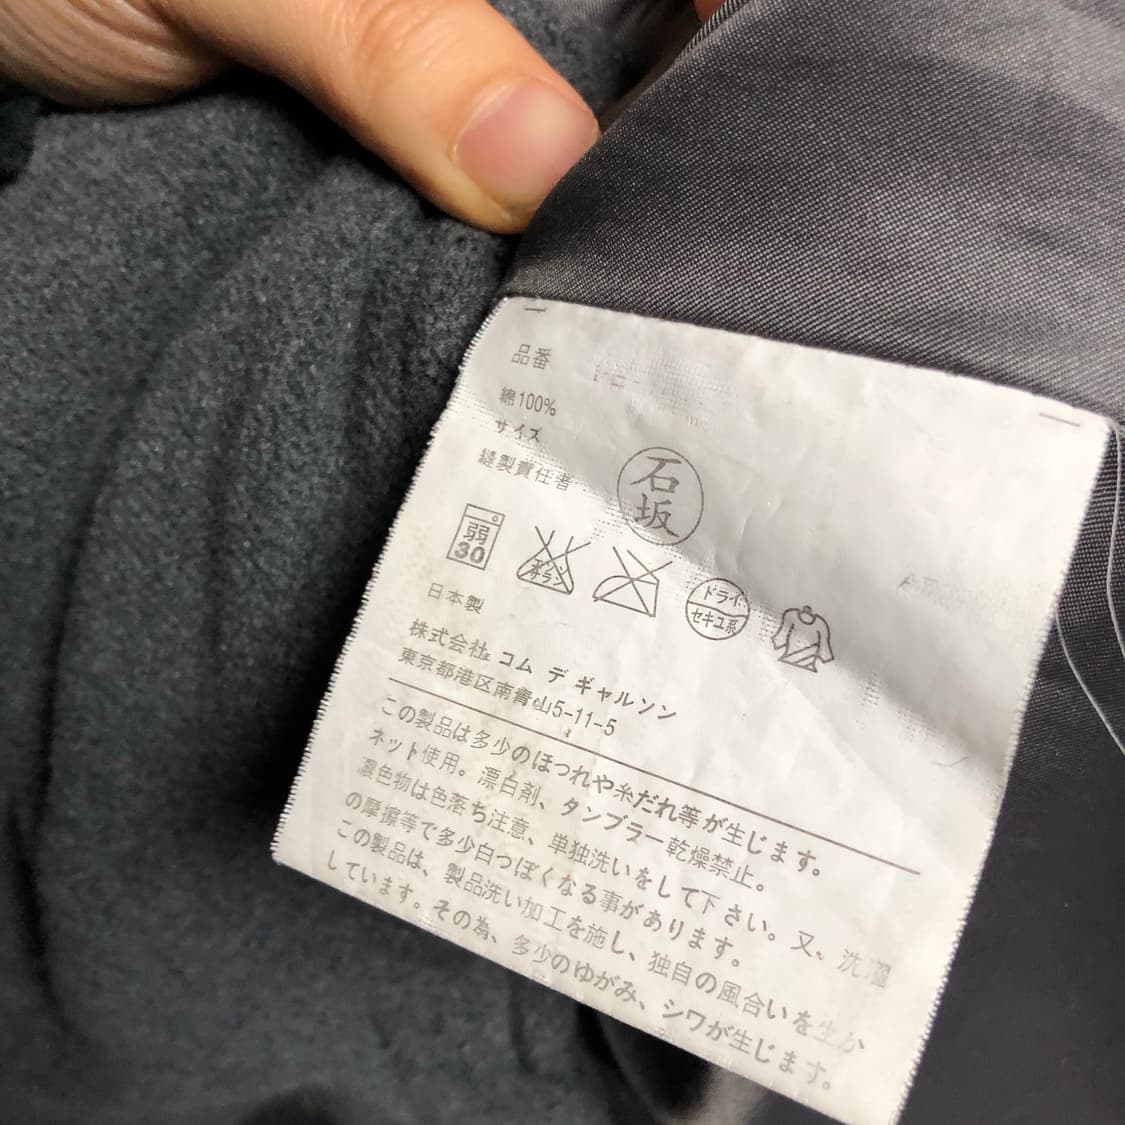 品番
綿100%
サイズ
縫製責任者
石坂
弱
30
エンソサラシ
ドライ
セキユ系
日本製
株式会社 コム デ ギャルソン
東京都港区南青山5-11-5
この製品は多少のほつれや糸だれ等が生じます。
ネット使用。漂白剤、タンブラー乾燥禁止。
濃色物は色落ち注意、単独洗いをして下さい。又、洗濯
の摩擦等で多少白っぽくなる事があります。
この製品は、製品洗い加工を施し、独自の風合いを生か
しています。その為、多少のゆがみ、シワが生じます。